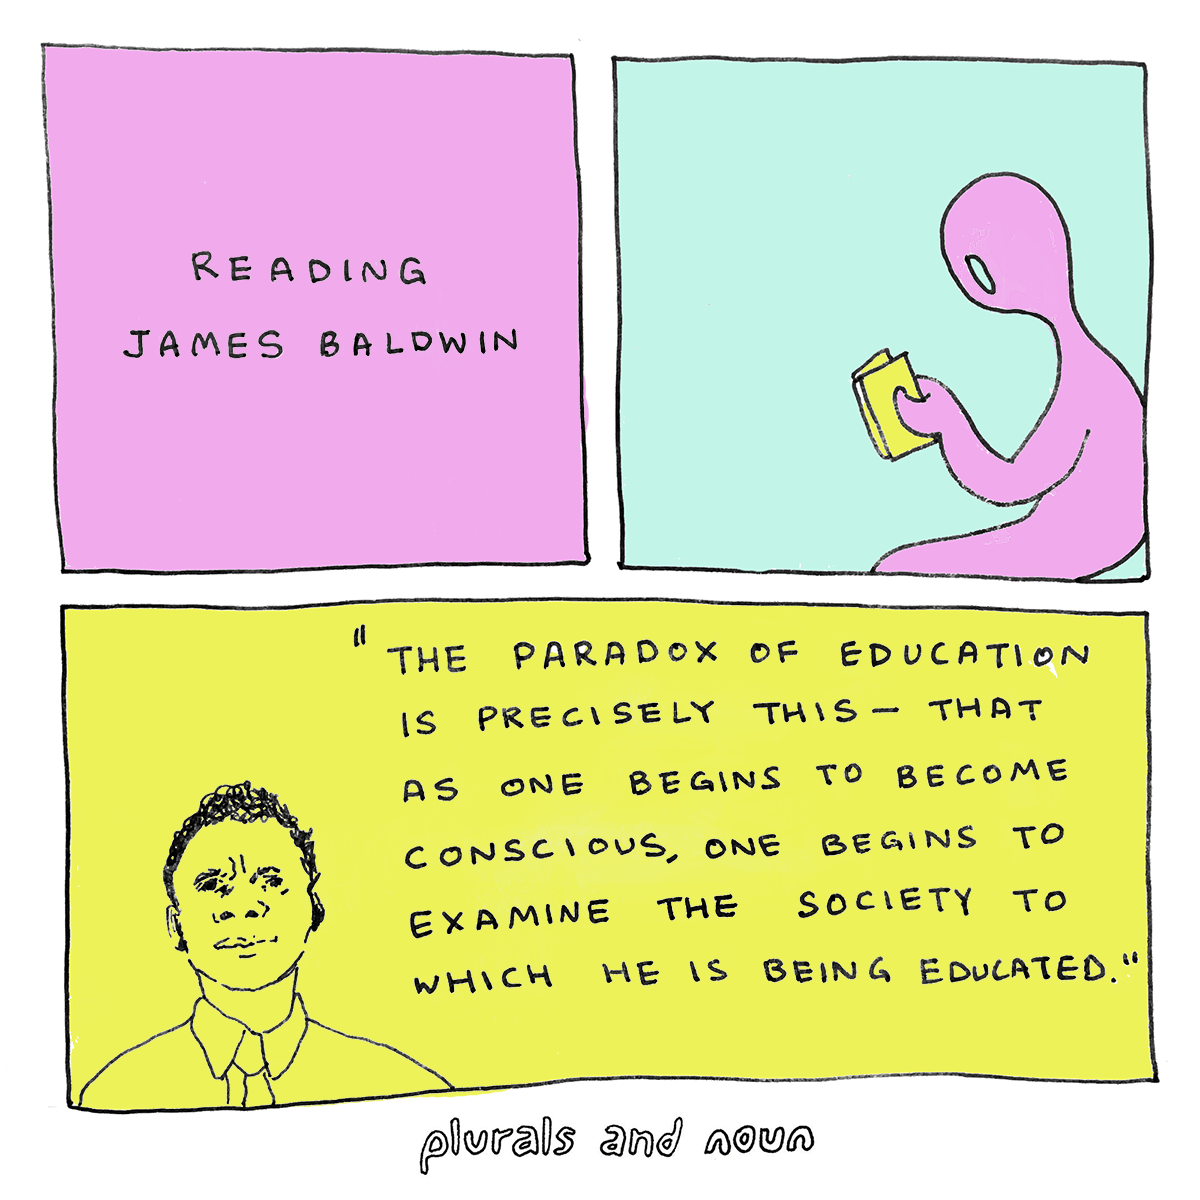 READING
JAMES BALDWIN
"THE PARADOX OF EDUCATION
IS PRECISELY THIS — THAT
AS ONE BEGINS TO BECOME
CONSCIOUS, ONE BEGINS TO
EXAMINE THE SOCIETY TO
WHICH HE IS BEING EDUCATED."
plurals and noun